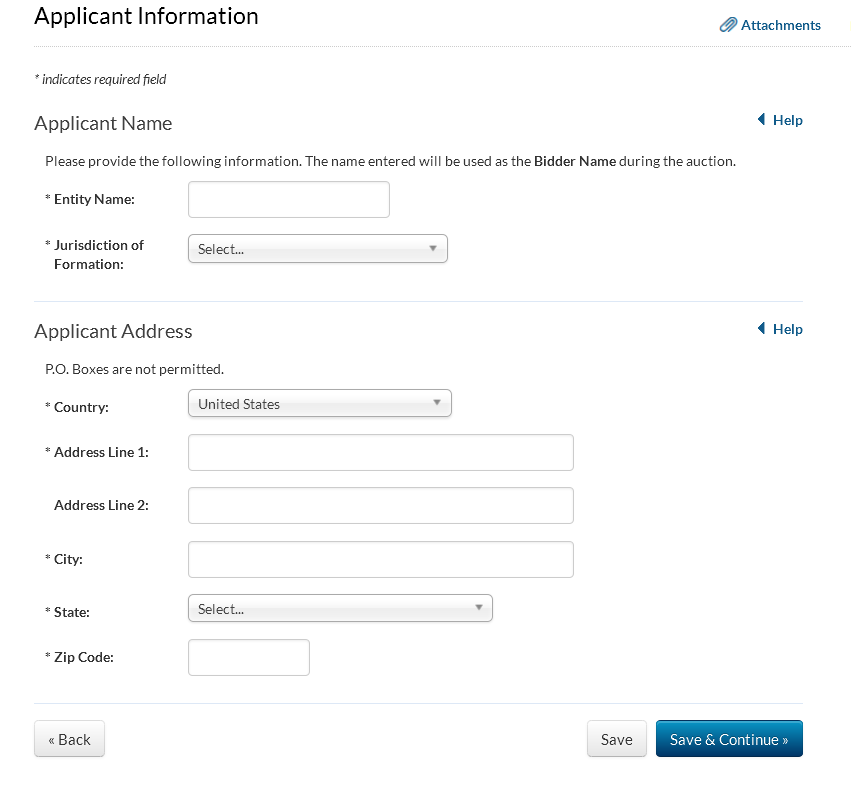 Applicant Information
Attachments
* indicates required field
Applicant Name
Help
Please provide the following information. The name entered will be used as the Bidder Name during the auction.
* Entity Name:
* Jurisdiction of
Formation:
Select...
Applicant Address
Help
P.O. Boxes are not permitted.
* Country:
United States
* Address Line 1:
Address Line 2:
* City:
* State:
Select...
* Zip Code:
« Back
Save
Save & Continue »